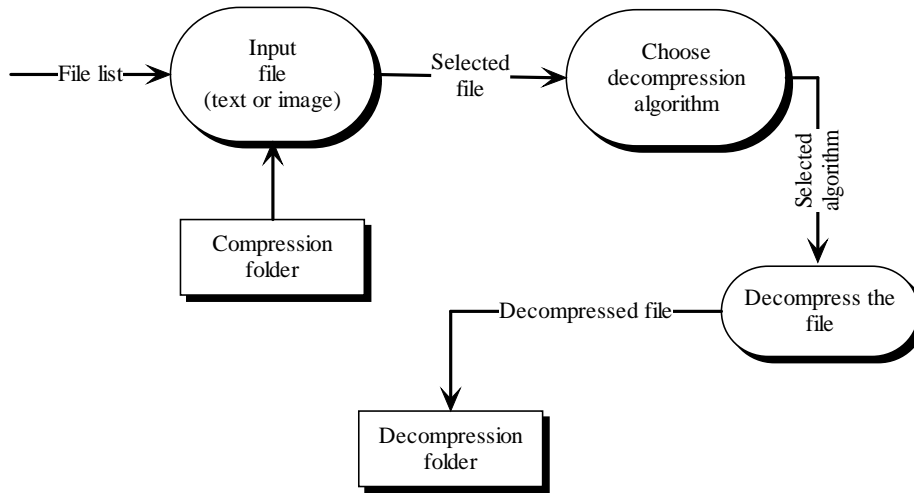 File list
Input
file
(text or image)
Selected
file
Choose
decompression
algorithm
Selected
algorithm
Compression
folder
Decompress the
file
Decompressed file
Decompression
folder